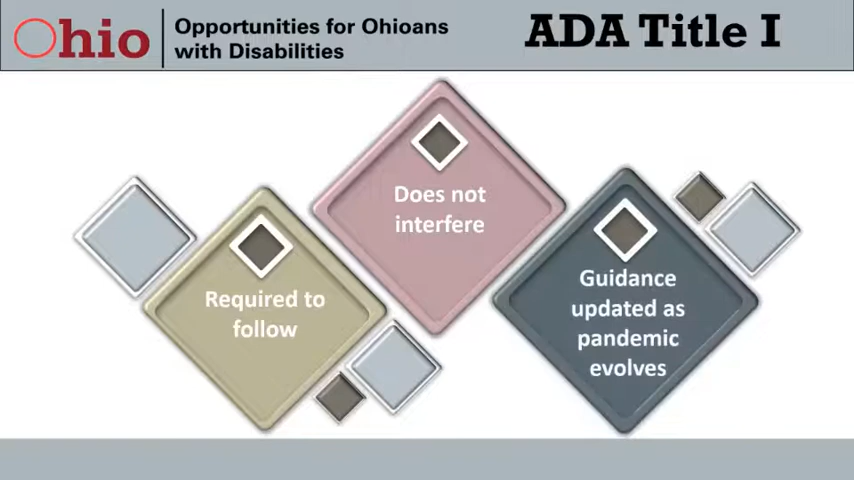 Ohio
Opportunities for Ohioans
with Disabilities
ADA Title I
Required to
follow
Does not
interfere
Guidance
updated as
pandemic
evolves